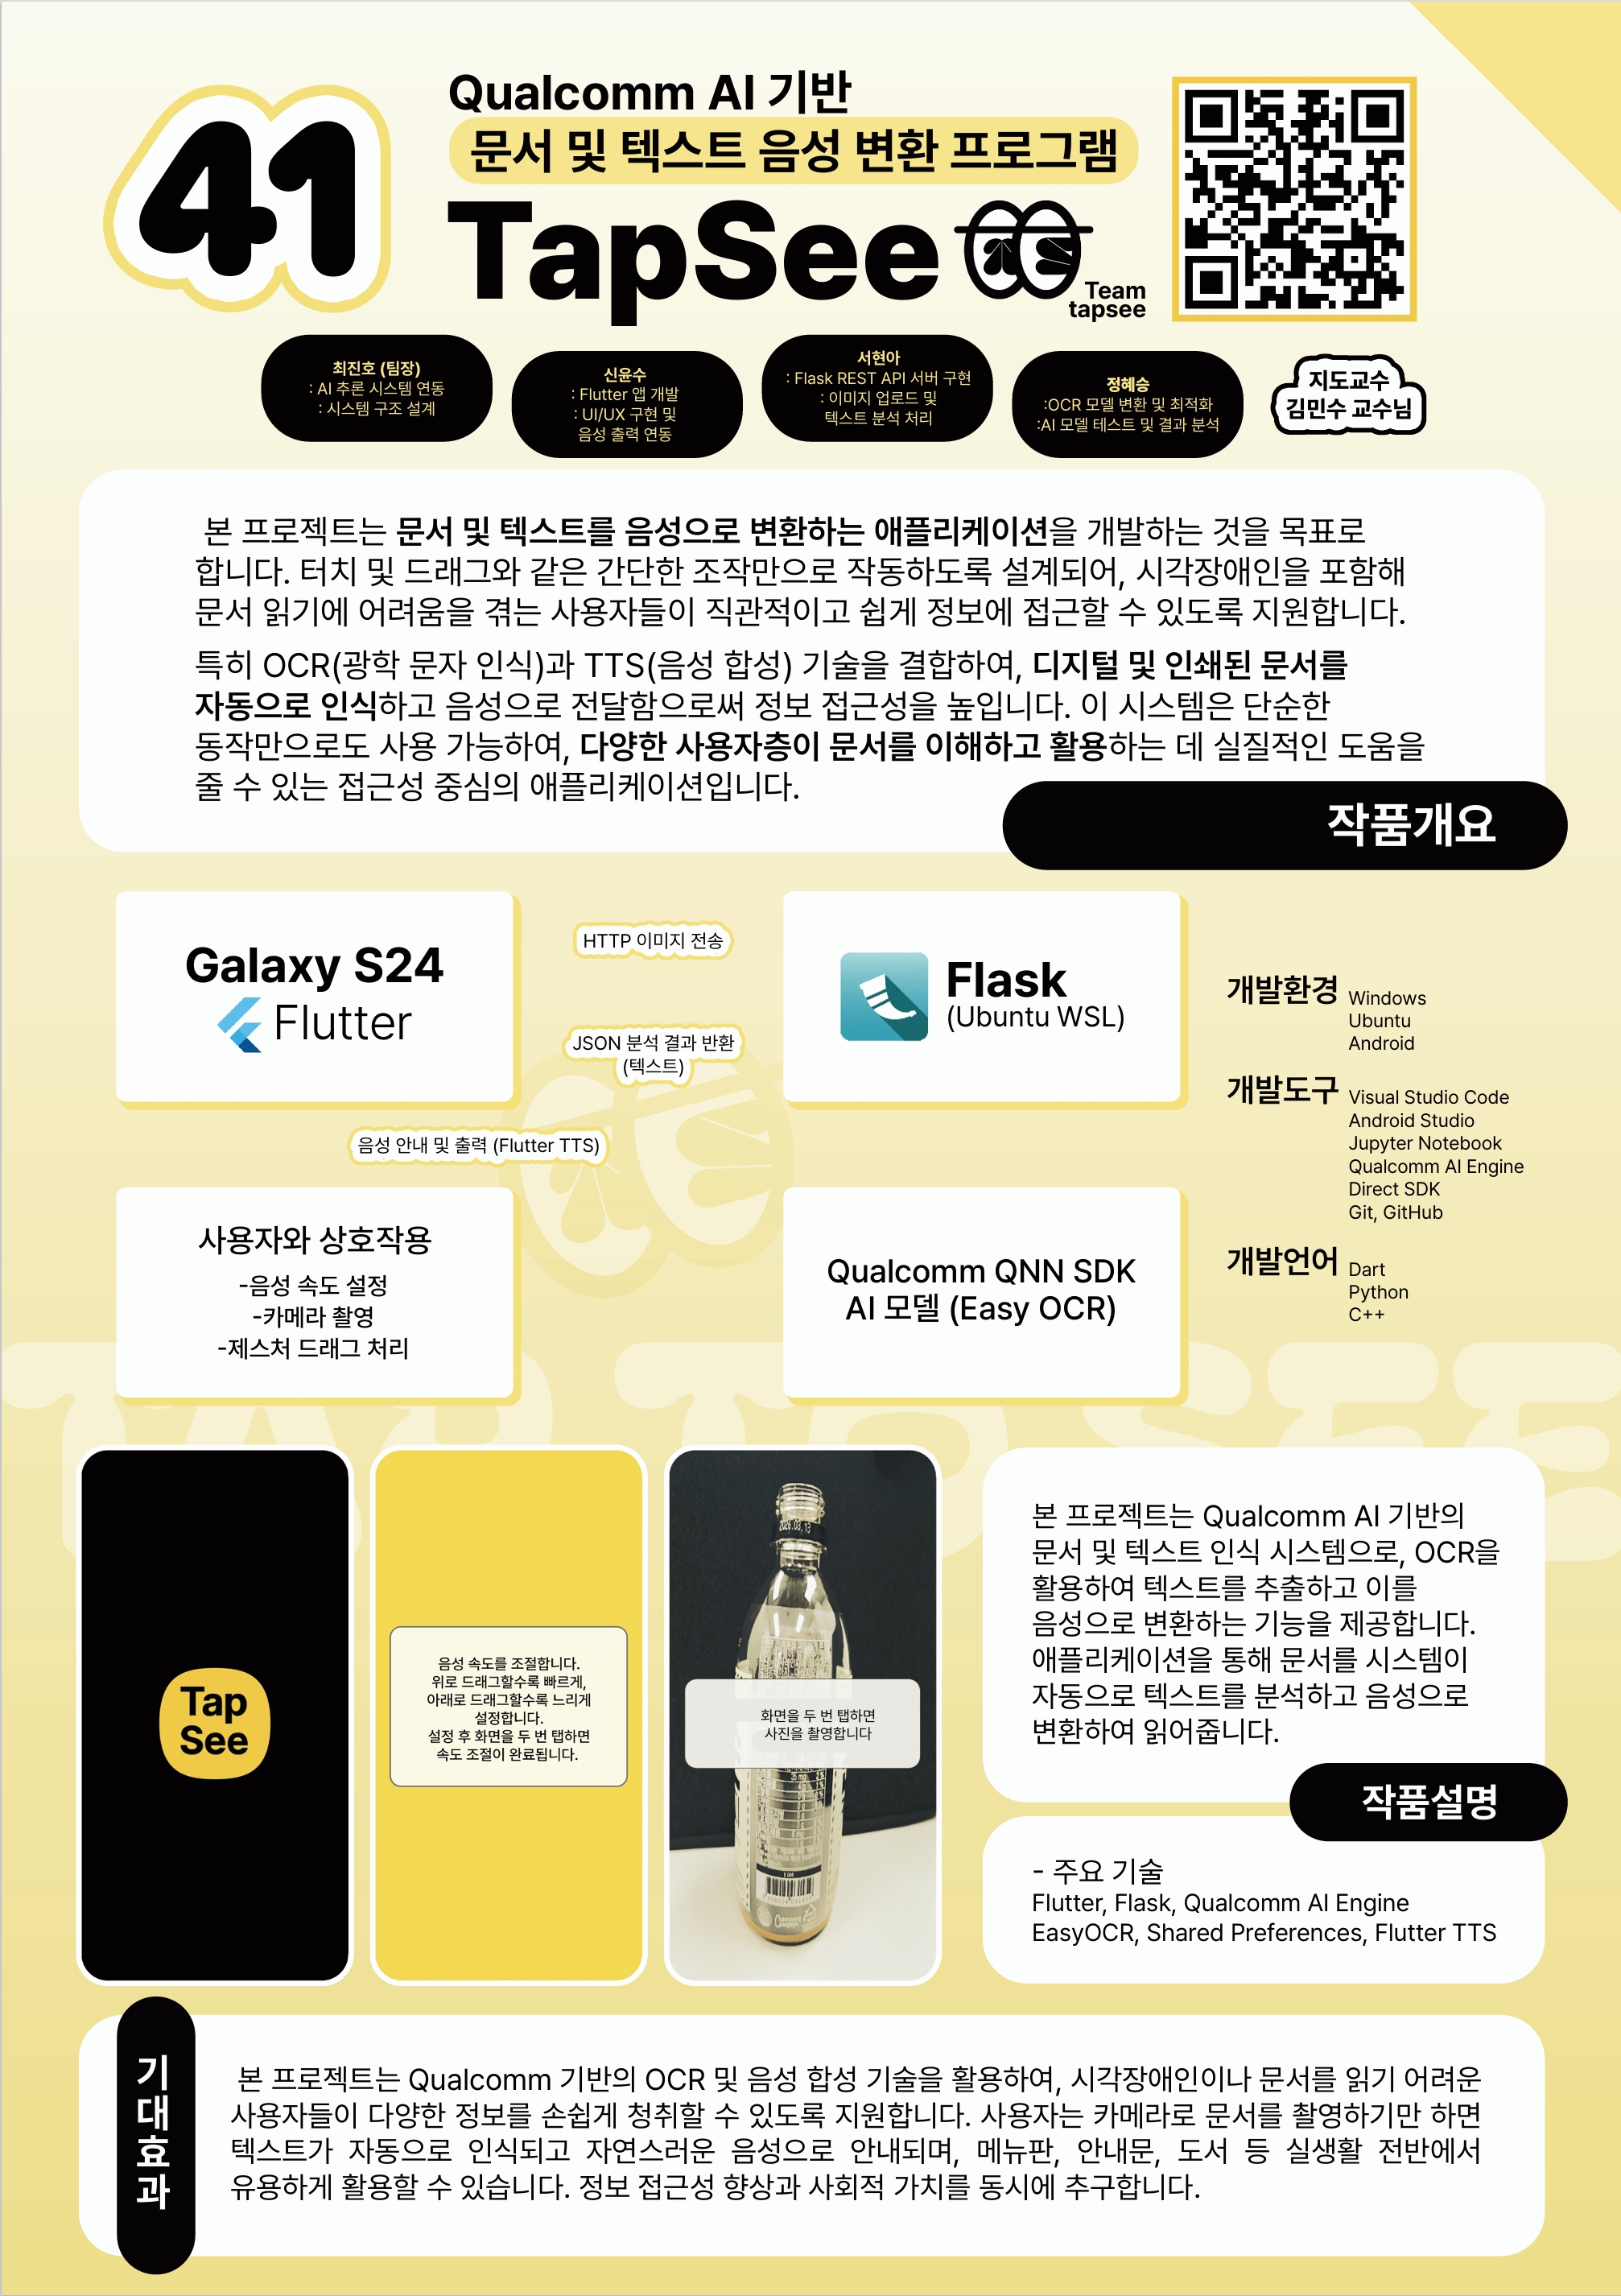 41
Qualcomm AI 기반
문서 및 텍스트 음성 변환 프로그램
TapSee
Team
tapsee
최진호 (팀장)
: AI 추론 시스템 연동
: 시스템 구조 설계
신윤수
: Flutter 앱 개발
: UI/UX 구현 및
음성 출력 연동
서현아
: Flask REST API 서버 구현
: 이미지 업로드 및
텍스트 분석 처리
정혜승
:OCR 모델 변환 및 최적화
:AI 모델 테스트 및 결과 분석
지도교수
김민수 교수님
본 프로젝트는 문서 및 텍스트를 음성으로 변환하는 애플리케이션을 개발하는 것을 목표로
합니다. 터치 및 드래그와 같은 간단한 조작만으로 작동하도록 설계되어, 시각장애인을 포함해
문서 읽기에 어려움을 겪는 사용자들이 직관적이고 쉽게 정보에 접근할 수 있도록 지원합니다.
특히 OCR(광학 문자 인식)과 TTS(음성 합성) 기술을 결합하여, 디지털 및 인쇄된 문서를
자동으로 인식하고 음성으로 전달함으로써 정보 접근성을 높입니다. 이 시스템은 단순한
동작만으로도 사용 가능하여, 다양한 사용자층이 문서를 이해하고 활용하는 데 실질적인 도움을
줄 수 있는 접근성 중심의 애플리케이션입니다.
작품개요
Galaxy S24
Flutter
HTTP 이미지 전송
JSON 분석 결과 반환
(텍스트)
Flask
(Ubuntu WSL)
음성 안내 및 출력 (Flutter TTS)
사용자와 상호작용
-음성 속도 설정
-카메라 촬영
-제스처 드래그 처리
Qualcomm QNN SDK
AI 모델 (Easy OCR)
개발환경
Windows
Ubuntu
Android
개발도구
Visual Studio Code
Android Studio
Jupyter Notebook
Qualcomm AI Engine
Direct SDK
Git, GitHub
개발언어
Dart
Python
C++
TAP TO SEE
Tap
See
음성 속도를 조절합니다.
위로 드래그할수록 빠르게,
아래로 드래그할수록 느리게
설정합니다.
설정 후 화면을 두 번 탭하면
속도 조절이 완료됩니다.
화면을 두 번 탭하면
사진을 촬영합니다
본 프로젝트는 Qualcomm AI 기반의
문서 및 텍스트 인식 시스템으로, OCR을
활용하여 텍스트를 추출하고 이를
음성으로 변환하는 기능을 제공합니다.
애플리케이션을 통해 문서를 시스템이
자동으로 텍스트를 분석하고 음성으로
변환하여 읽어줍니다.
작품설명
- 주요 기술
Flutter, Flask, Qualcomm AI Engine
EasyOCR, Shared Preferences, Flutter TTS
기대효과
본 프로젝트는 Qualcomm 기반의 OCR 및 음성 합성 기술을 활용하여, 시각장애인이나 문서를 읽기 어려운
사용자들이 다양한 정보를 손쉽게 청취할 수 있도록 지원합니다. 사용자는 카메라로 문서를 촬영하기만 하면
텍스트가 자동으로 인식되고 자연스러운 음성으로 안내되며, 메뉴판, 안내문, 도서 등 실생활 전반에서
유용하게 활용할 수 있습니다. 정보 접근성 향상과 사회적 가치를 동시에 추구합니다.